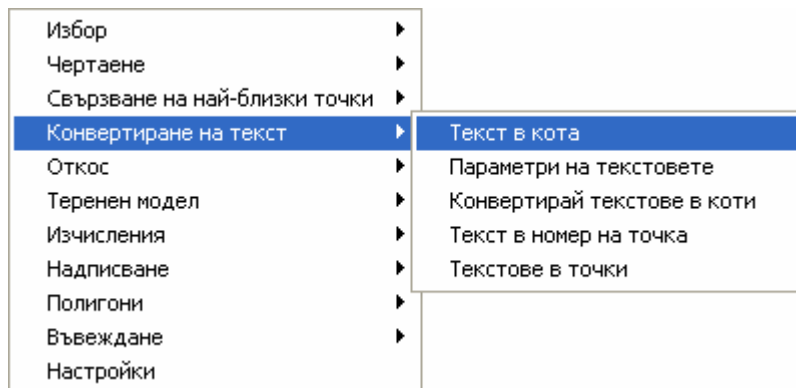 Избор
Чертаене
Свързване на най-близки точки
Конвертиране на текст
Откос
Теренен модел
Изчисления
Надписване
Полигони
Въвеждане
Настройки
Текст в кота
Параметри на текстовете
Конвертирай текстове в коти
Текст в номер на точка
Текстове в точки